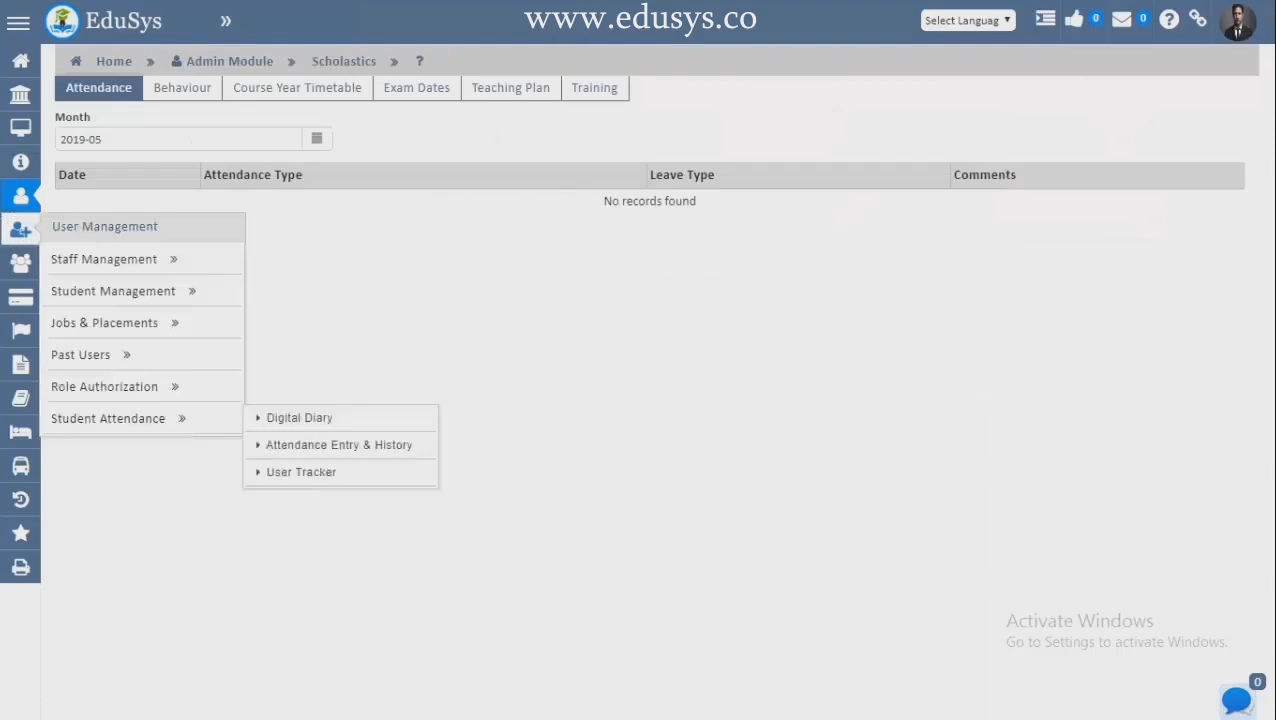 EduSys » www.edusys.co Select Languag 0 0
Home » Admin Module » Scholastics » ?
Attendance Behaviour Course Year Timetable Exam Dates Teaching Plan Training
Month
2019-05
Date Attendance Type Leave Type Comments
No records found
User Management
Staff Management »
Student Management »
Jobs & Placements »
Past Users »
Role Authorization »
Student Attendance »
Digital Diary
Attendance Entry & History
User Tracker
Activate Windows
Go to Settings to activate Windows.
0